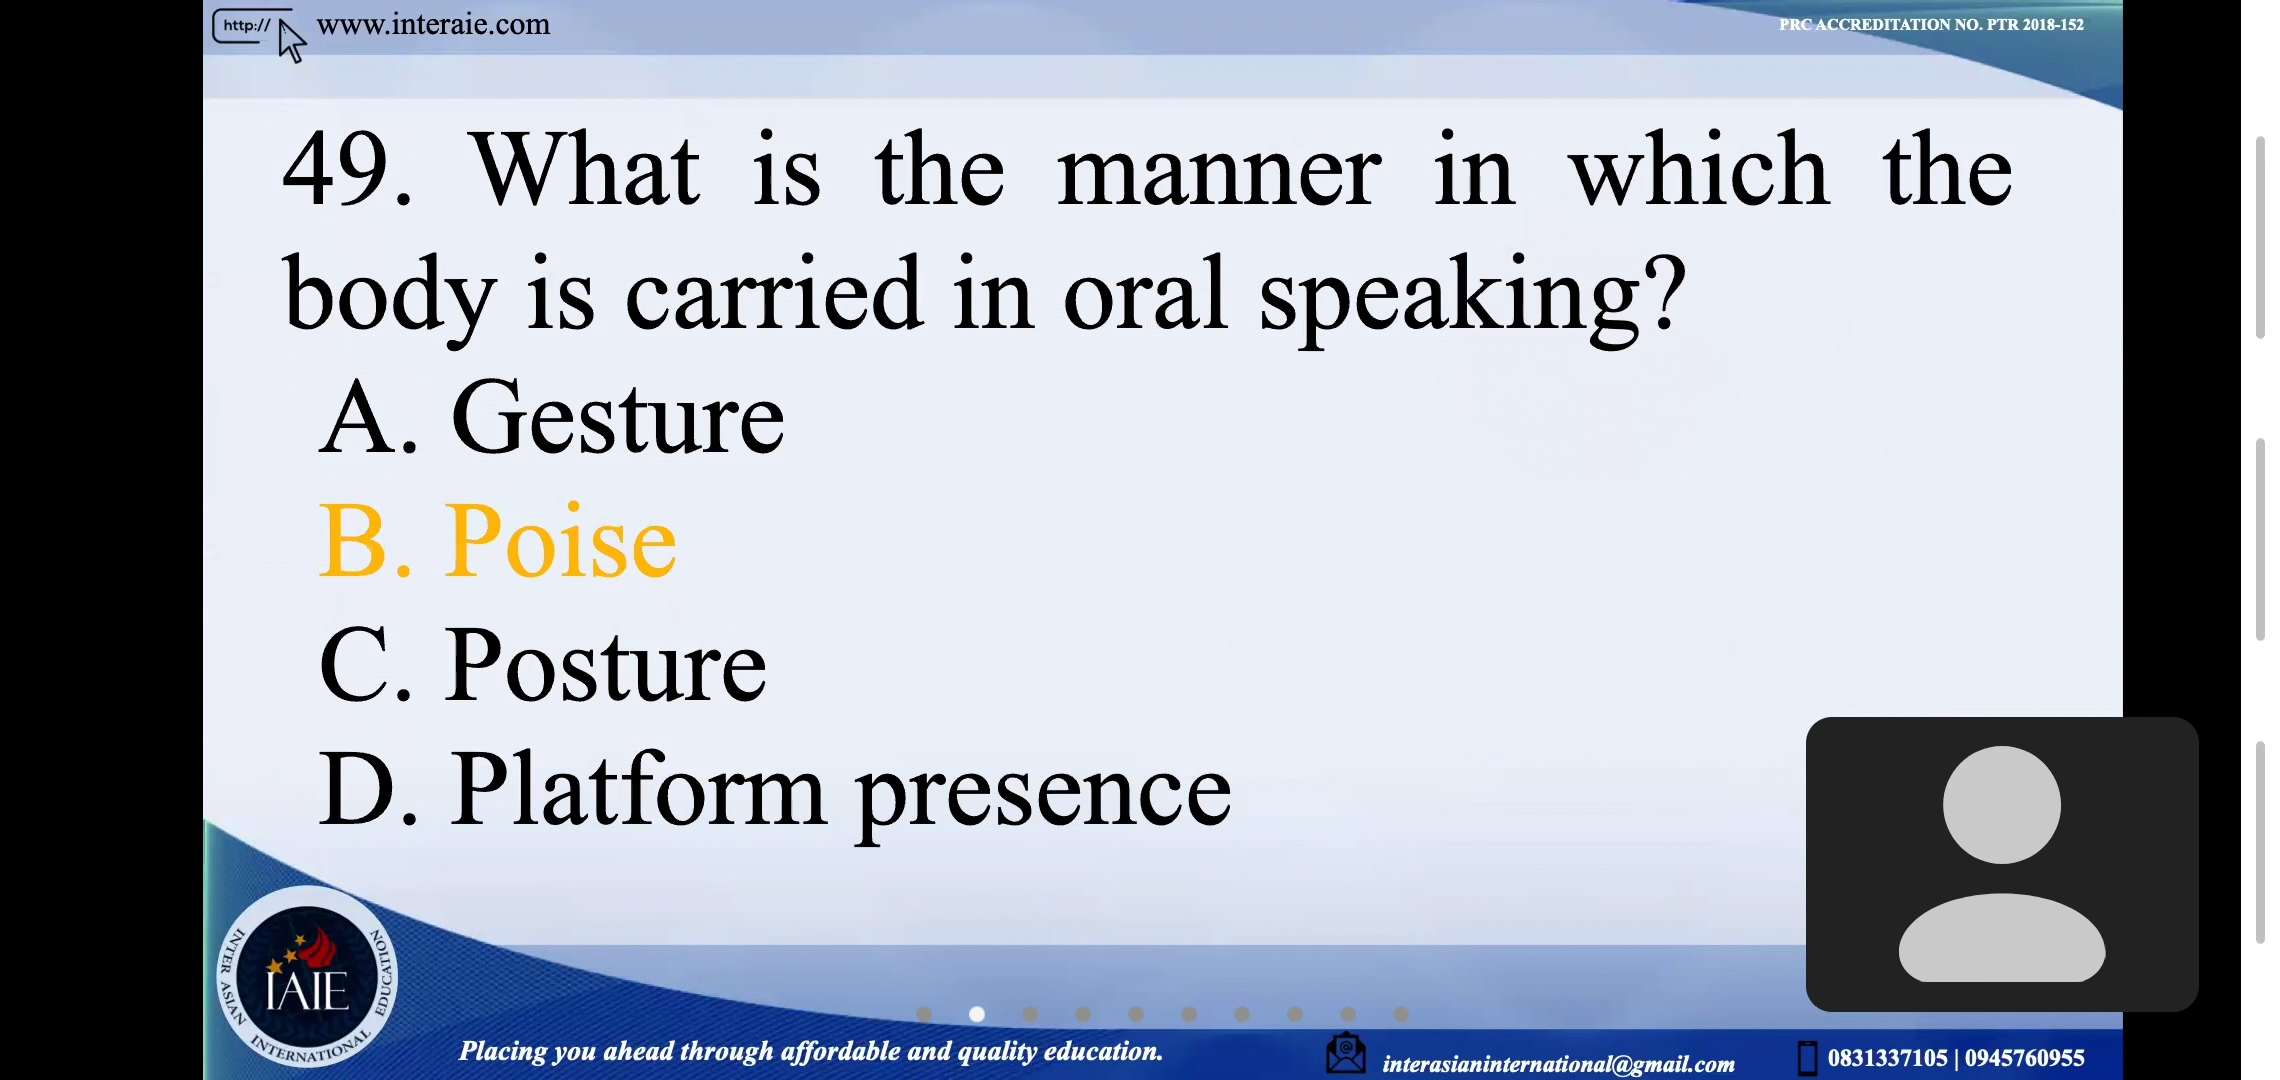 http:// www.interaie.com
PRC ACCREDITATION NO. PTR 2018-152
49. What is the manner in which the
body is carried in oral speaking?
A. Gesture
B. Poise
C. Posture
D. Platform presence
INTER ASIAN INTERNATIONAL EDUCATION
IAIE
Placing you ahead through affordable and quality education.
@ interasianinternational@gmail.com
0831337105 | 0945760955